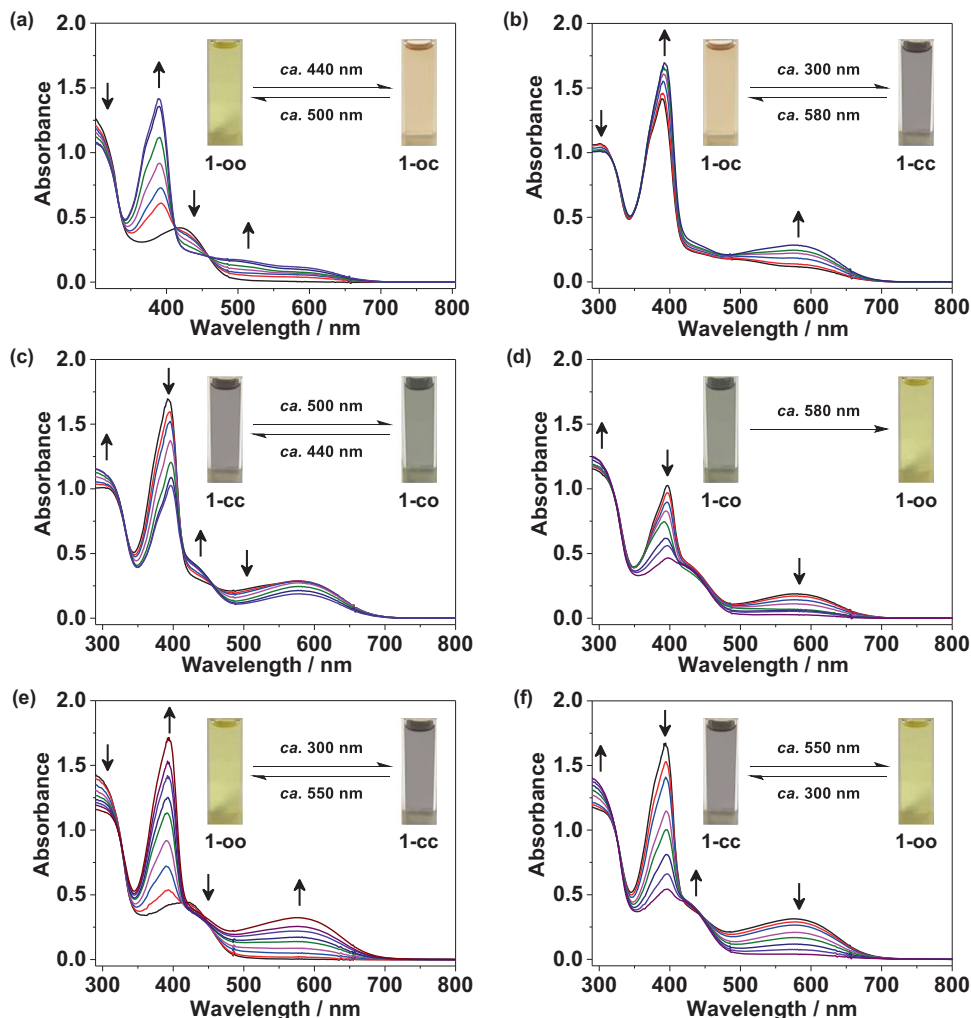 (a)
2.0
1.5
1.0
0.5
0.0
Absorbance
ca. 440 nm
ca. 500 nm
1-oo
1-oc
400 500 600 700 800
Wavelength / nm
(b)
2.0
1.5
1.0
0.5
0.0
Absorbance
ca. 300 nm
ca. 580 nm
1-oc
1-cc
300 400 500 600 700 800
Wavelength / nm
(c)
2.0
1.5
1.0
0.5
0.0
Absorbance
ca. 500 nm
ca. 440 nm
1-cc
1-co
300 400 500 600 700 800
Wavelength / nm
(d)
2.0
1.5
1.0
0.5
0.0
Absorbance
ca. 580 nm
1-co
1-oo
300 400 500 600 700 800
Wavelength / nm
(e)
2.0
1.5
1.0
0.5
0.0
Absorbance
ca. 300 nm
ca. 550 nm
1-oo
1-cc
300 400 500 600 700 800
Wavelength / nm
(f)
2.0
1.5
1.0
0.5
0.0
Absorbance
ca. 550 nm
ca. 300 nm
1-cc
1-oo
300 400 500 600 700 800
Wavelength / nm